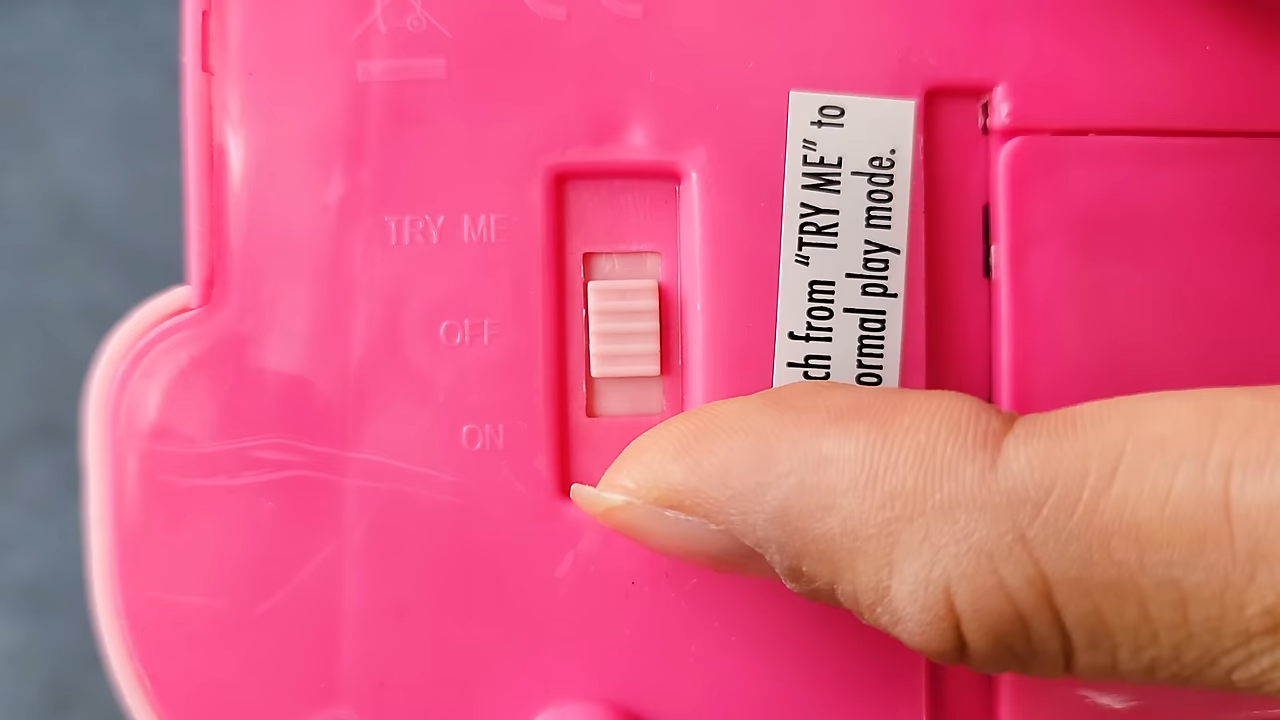 TRY ME
OFF
ON
ch from “TRY ME” to
ormal play mode.